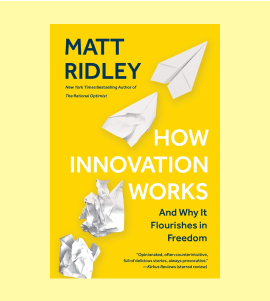 MATT
RIDLEY
New York Times Bestselling Author of
The Rational Optimist
HOW
INNOVATION
WORKS
And Why It
Flourishes in
Freedom
"Opinionated, often counterintuitive,
full of delicious stories, always provocative."
—Kirkus Reviews (starred review)